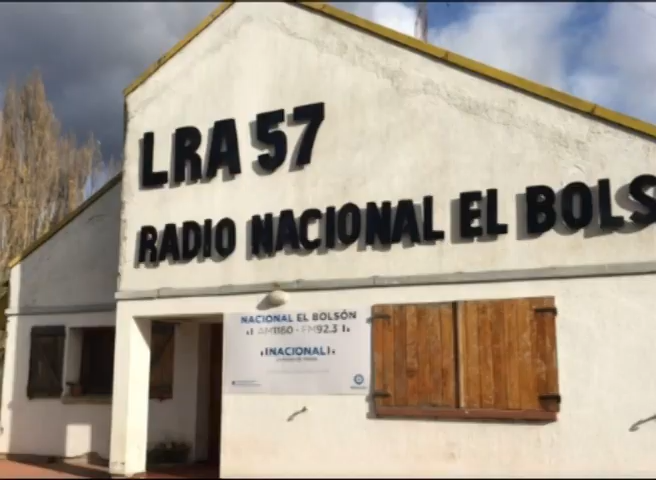 LRA 57
RADIO NACIONAL EL BOLS
NACIONAL EL BOLSÓN
AM1160 - FM92.3
NACIONAL